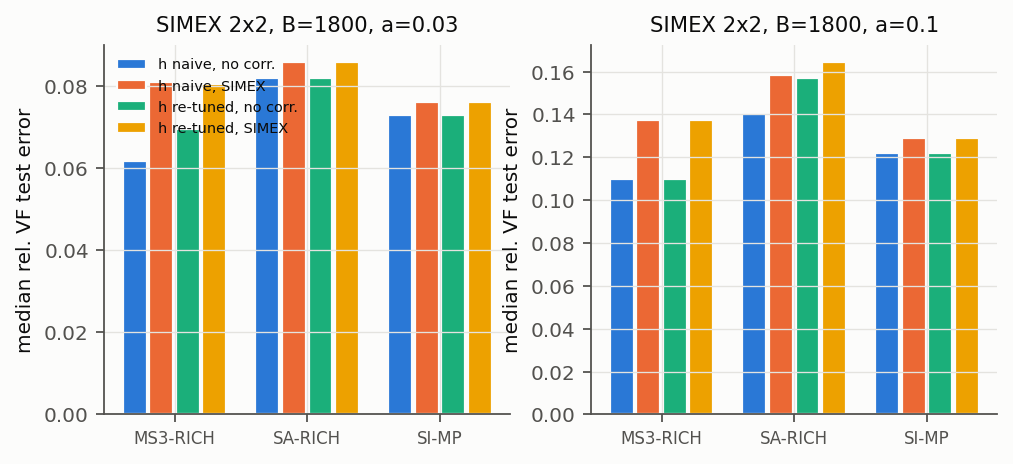 SIMEX 2x2, B=1800, a=0.03
median rel. VF test error
0.08
0.06
0.04
0.02
0.00
h naive, no corr.
h naive, SIMEX
h re-tuned, no corr.
h re-tuned, SIMEX
MS3-RICH
SA-RICH
SI-MP
SIMEX 2x2, B=1800, a=0.1
median rel. VF test error
0.16
0.14
0.12
0.10
0.08
0.06
0.04
0.02
0.00
MS3-RICH
SA-RICH
SI-MP